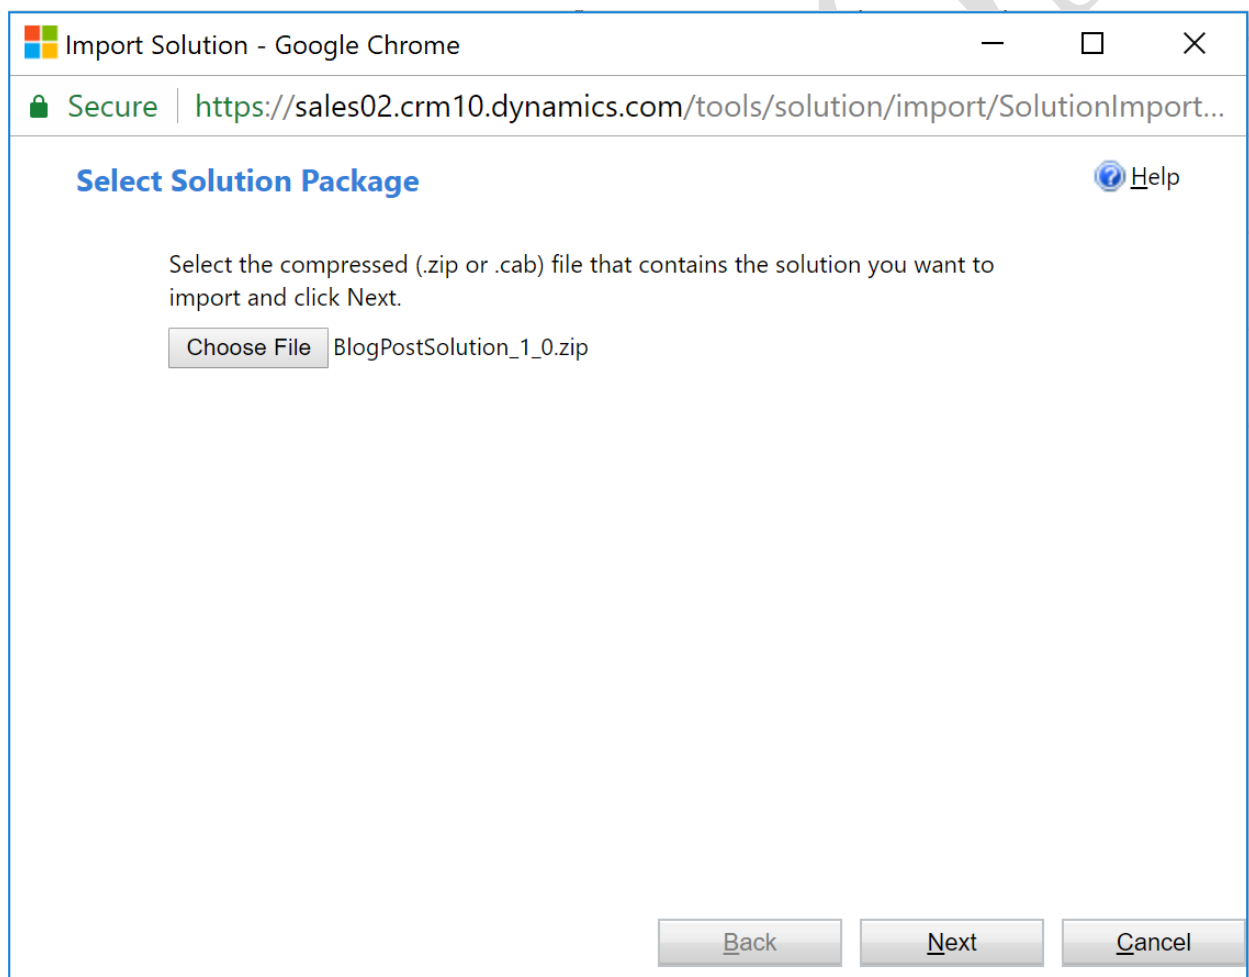 Import Solution - Google Chrome
Secure https://sales02.crm10.dynamics.com/tools/solution/import/SolutionImport...
Select Solution Package
Help
Select the compressed (.zip or .cab) file that contains the solution you want to
import and click Next.
Choose File BlogPostSolution_1_0.zip
Back Next Cancel